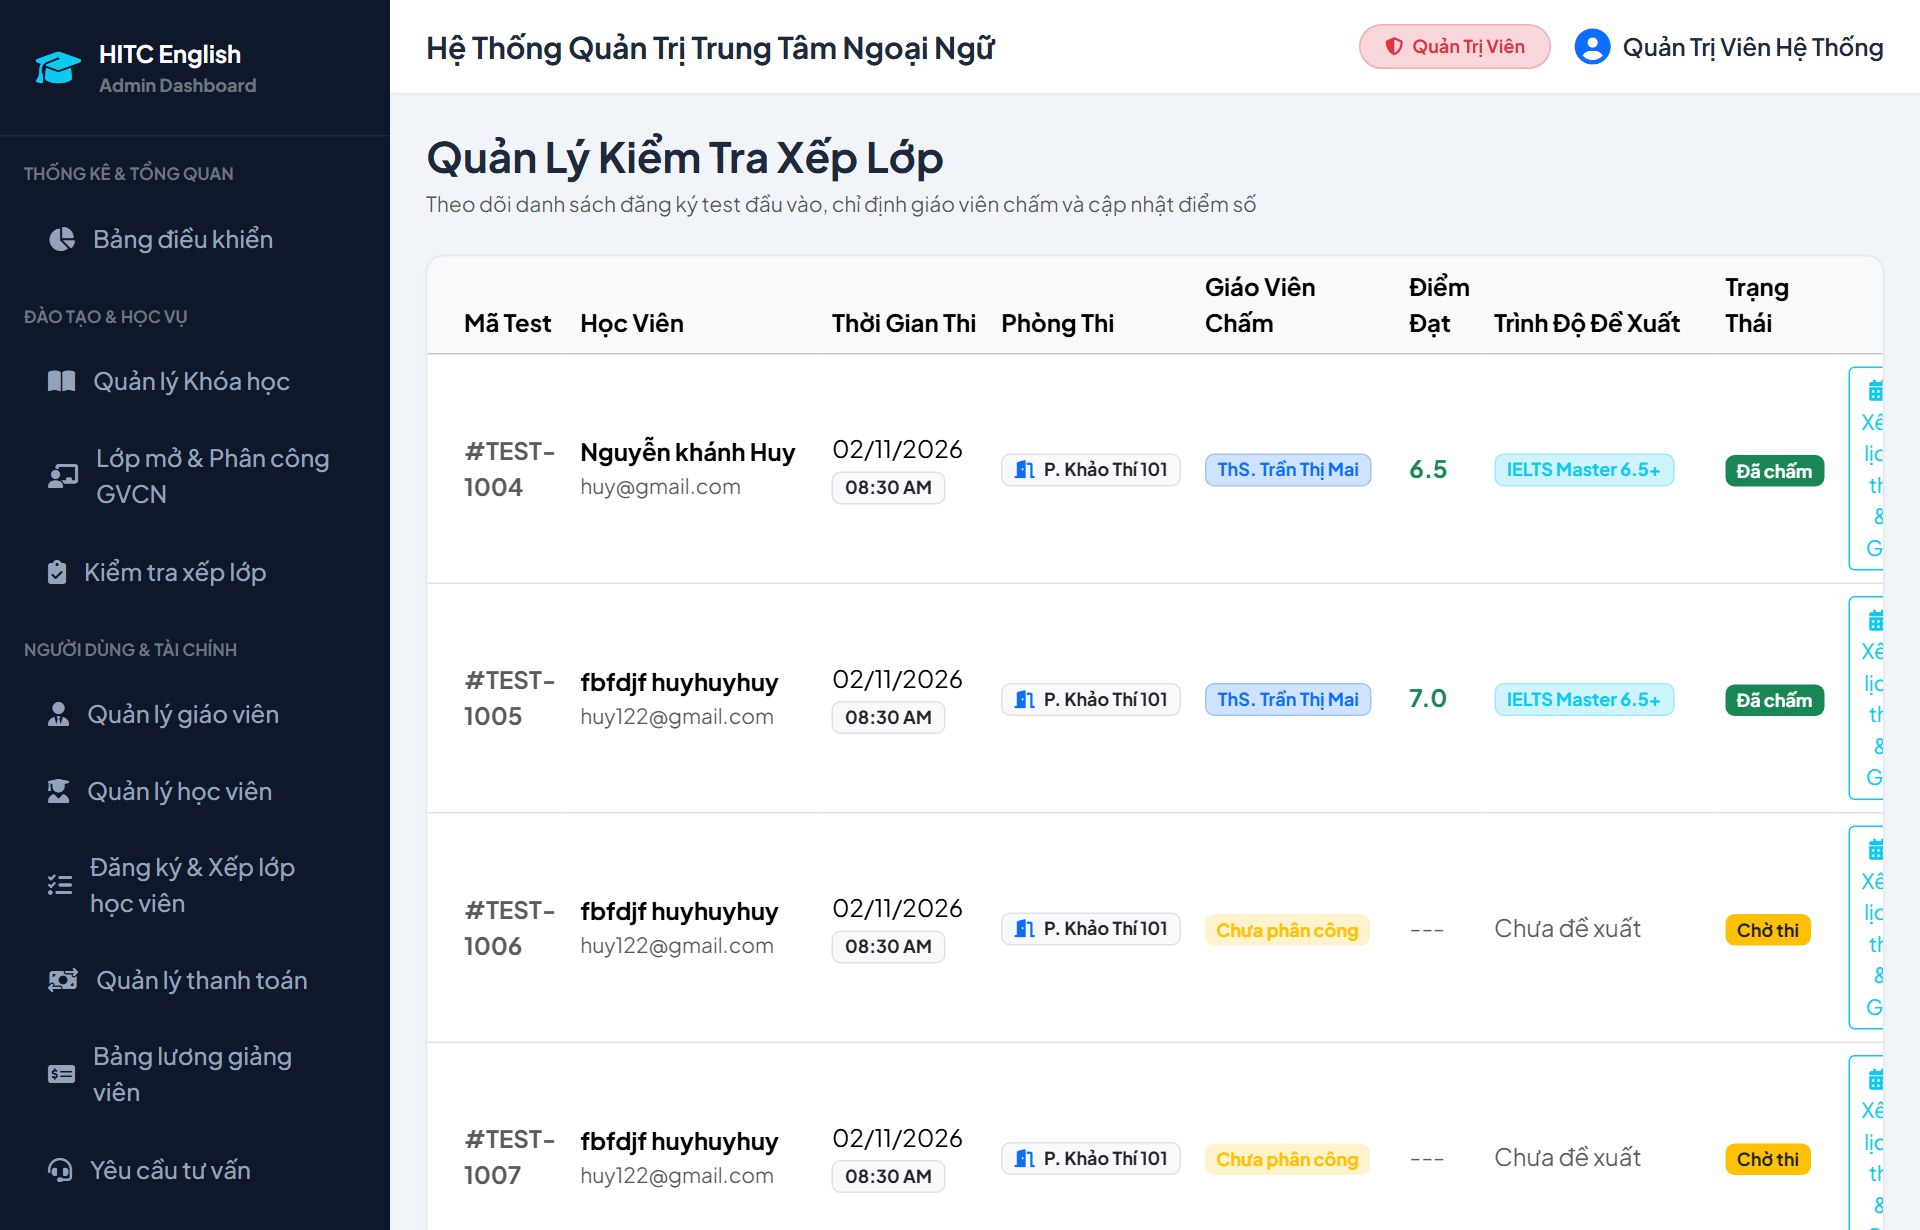 HITC English
Admin Dashboard
THỐNG KÊ & TỔNG QUAN
Bảng điều khiển
ĐÀO TẠO & HỌC VỤ
Quản lý Khóa học
Lớp mở & Phân công
GVCN
Kiểm tra xếp lớp
NGƯỜI DÙNG & TÀI CHÍNH
Quản lý giáo viên
Quản lý học viên
Đăng ký & Xếp lớp
học viên
Quản lý thanh toán
Bảng lương giảng
viên
Yêu cầu tư vấn
Hệ Thống Quản Trị Trung Tâm Ngoại Ngữ
Quản Trị Viên
Quản Trị Viên Hệ Thống
Quản Lý Kiểm Tra Xếp Lớp
Theo dõi danh sách đăng ký test đầu vào, chỉ định giáo viên chấm và cập nhật điểm số
Mã Test Học Viên Thời Gian Thi Phòng Thi Giáo Viên Chấm Điểm Đạt Trình Độ Đề Xuất Trạng Thái
#TEST-
1004
Nguyễn khánh Huy
huy@gmail.com
02/11/2026
08:30 AM
P. Khảo Thí 101
ThS. Trần Thị Mai
6.5
IELTS Master 6.5+
Đã chấm
#TEST-
1005
fbfdjf huyhuyhuy
huy122@gmail.com
02/11/2026
08:30 AM
P. Khảo Thí 101
ThS. Trần Thị Mai
7.0
IELTS Master 6.5+
Đã chấm
#TEST-
1006
fbfdjf huyhuyhuy
huy122@gmail.com
02/11/2026
08:30 AM
P. Khảo Thí 101
Chưa phân công
---
Chưa đề xuất
Chờ thi
#TEST-
1007
fbfdjf huyhuyhuy
huy122@gmail.com
02/11/2026
08:30 AM
P. Khảo Thí 101
Chưa phân công
---
Chưa đề xuất
Chờ thi